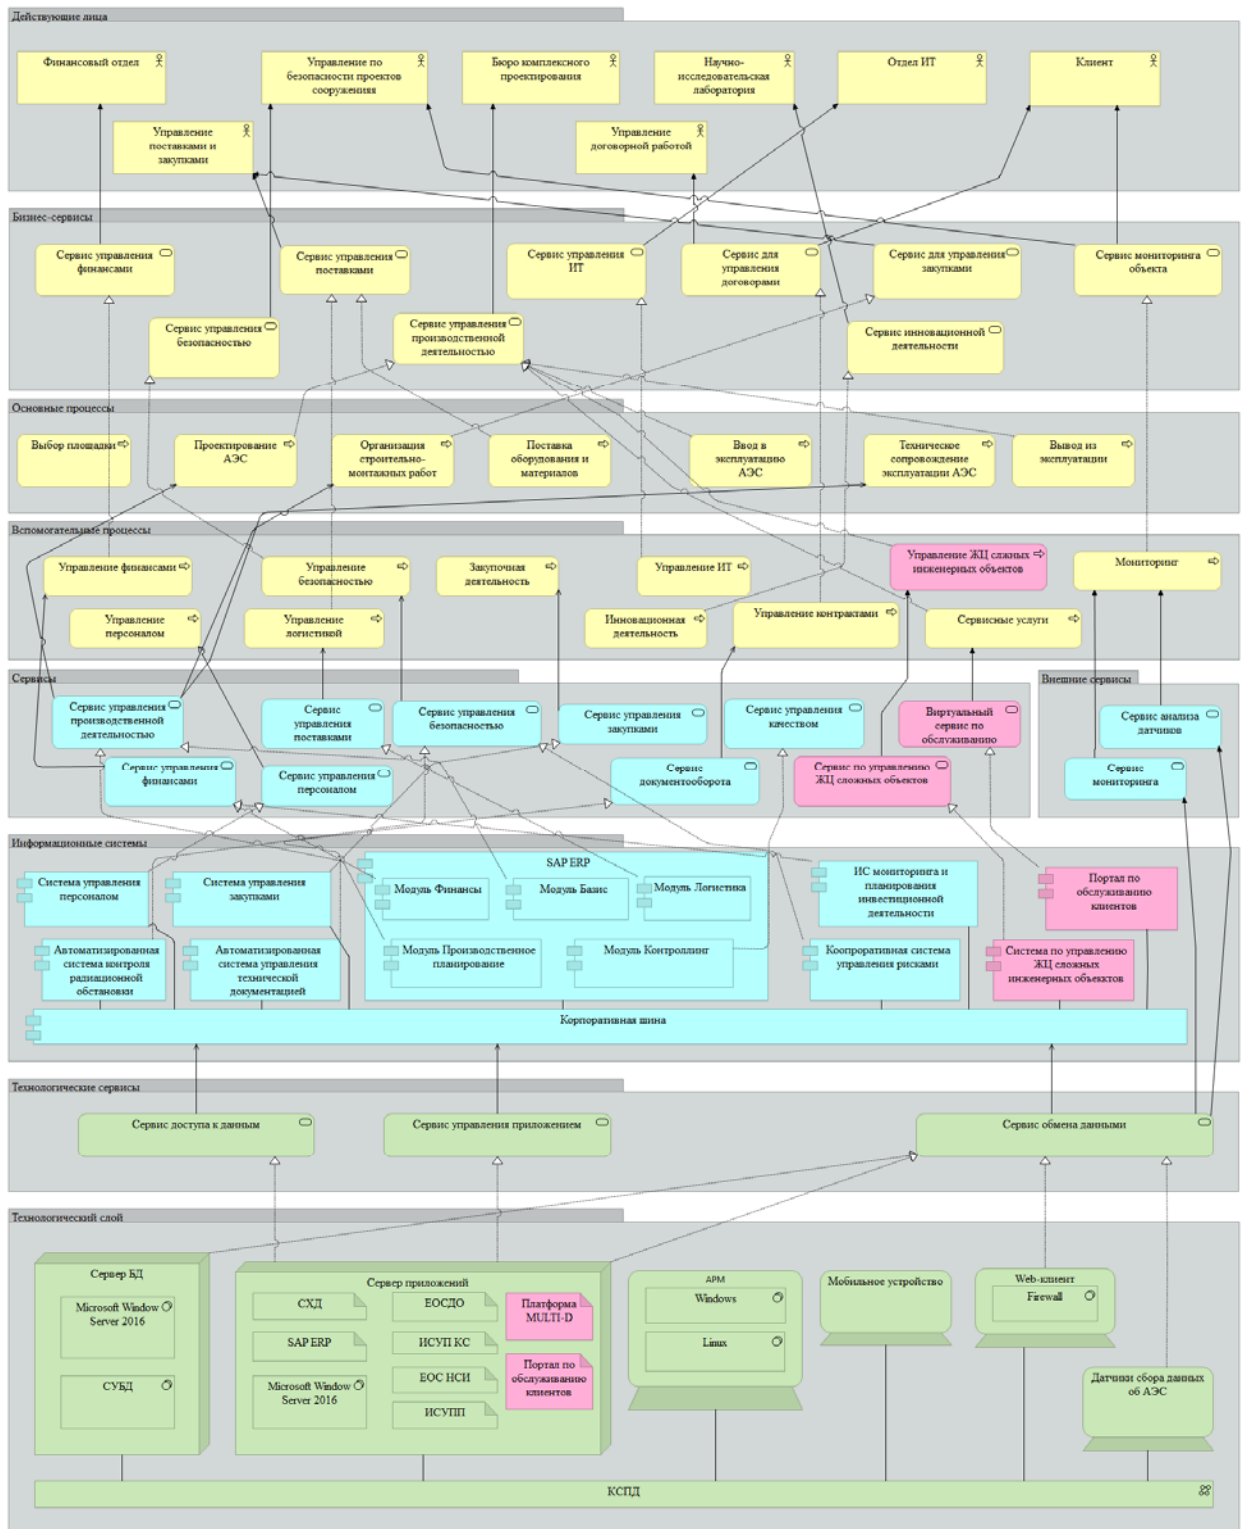 Действующие лица
Финансовый отдел
Управление по
безопасности проектов
сооруженияя
Бюро комплексного
проектирования
Научно-
исследовательская
лаборатория
Отдел ИТ
Клиент
Управление
поставками и
закупками
Управление
договорной работой
Бизнес-сервисы
Сервис управления
финансами
Сервис управления
поставками
Сервис управления
ИТ
Сервис для
управления
договорами
Сервис для управления
закупками
Сервис мониторинга
объекта
Сервис управления
безопасностью
Сервис управления
производственной
деятельностью
Сервис инновационной
деятельности
Основные процессы
Выбор площадки
Проектирование
АЭС
Организация
строительно-
монтажных работ
Поставка
оборудования и
материалов
Ввод в
эксплуатацию
АЭС
Техническое
сопровождение
эксплуатации АЭС
Вывод из
эксплуатации
Вспомогательные процессы
Управление финансами
Управление
безопасностью
Закупочная
деятельность
Управление ИТ
Управление ЖЦ слжных
инженерных объектов
Мониторинг
Управление
персоналом
Управление
логистикой
Инновационная
деятельность
Управление контрактами
Сервисные услуги
Сервисы
Внешние сервисы
Сервис управления
производственной
деятельностью
Сервис
управления
поставками
Сервис управления
безопасностью
Сервис управления
закупками
Сервис управления
качеством
Виртуальный
сервис по
обслуживанию
Сервис анализа
датчиков
Сервис управления
финансами
Сервис управления
персоналом
Сервис
документооборота
Сервис по управлению
ЖЦ сложных объектов
Сервис
мониторинга
Информационные системы
Система управления
персоналом
Система управления
закупками
SAP ERP
Модуль Финансы
Модуль Базис
Модуль Логистика
ИС мониторинга и
планирования
инвестиционной
деятельности
Портал по
обслуживанию
клиентов
Автоматизированная
система контроля
радиационной
обстановки
Автоматизированная
система управления
технической
документацией
Модуль Производственное
планирование
Модуль Контроллинг
Коопроративная система
управления рисками
Система по управлению
ЖЦ сложных
инженерных объекктов
Корпоративная шина
Технологические сервисы
Сервис доступа к данным
Сервис управления приложением
Сервис обмена данными
Технологический слой
Сервер БД
Microsoft Window
Server 2016
СУБД
Сервер приложений
СХД
SAP ERP
Microsoft Window
Server 2016
ЕОСДО
ИСУП КС
ЕОС НСИ
ИСУПП
Платформа
MULTI-D
Портал по
обслуживанию
клиентов
АРМ
Windows
Linux
Мобильное устройство
Web-клиент
Firewall
Датчики сбора данных
об АЭС
КСПД